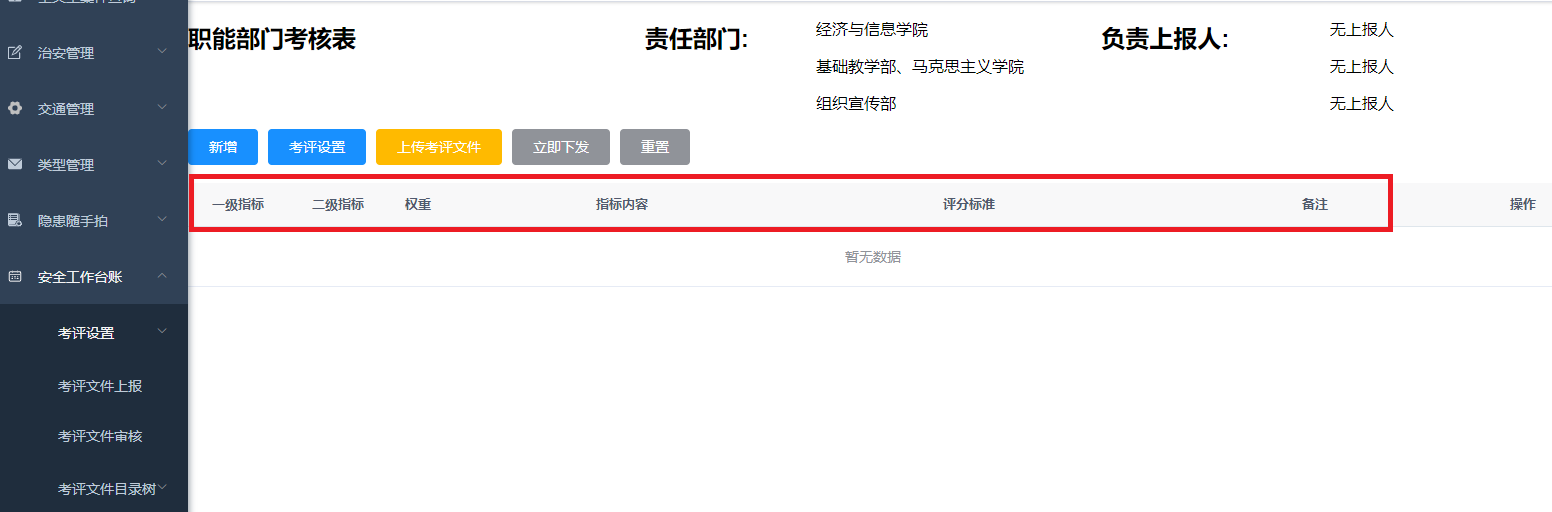 治安管理
交通管理
类型管理
隐患随手拍
安全工作台账
考评设置
考评文件上报
考评文件审核
考评文件目录树
职能部门考核表 责任部门: 经济与信息学院 负责上报人: 无上报人
基础教学部、马克思主义学院 无上报人
组织宣传部 无上报人
新增 考评设置 上传考评文件 立即下发 重置
一级指标 二级指标 权重 指标内容 评分标准 备注 操作
暂无数据